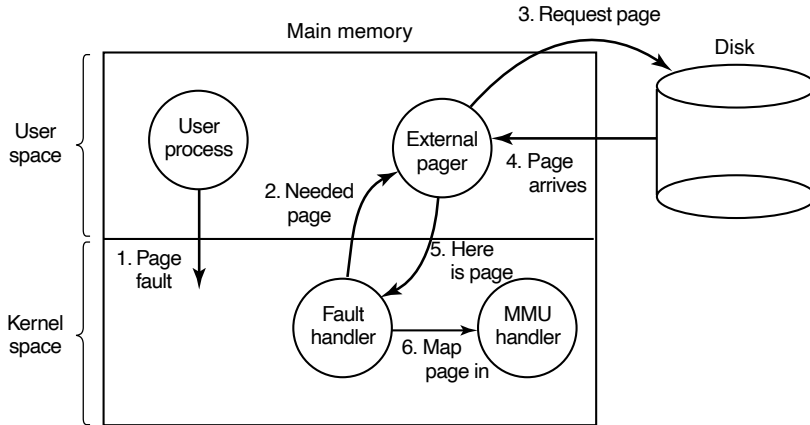 3. Request page
Main memory
Disk
User
space
User
process
External
pager
4. Page
arrives
2. Needed
page
1. Page
fault
5. Here
is page
Kernel
space
Fault
handler
MMU
handler
6. Map
page in